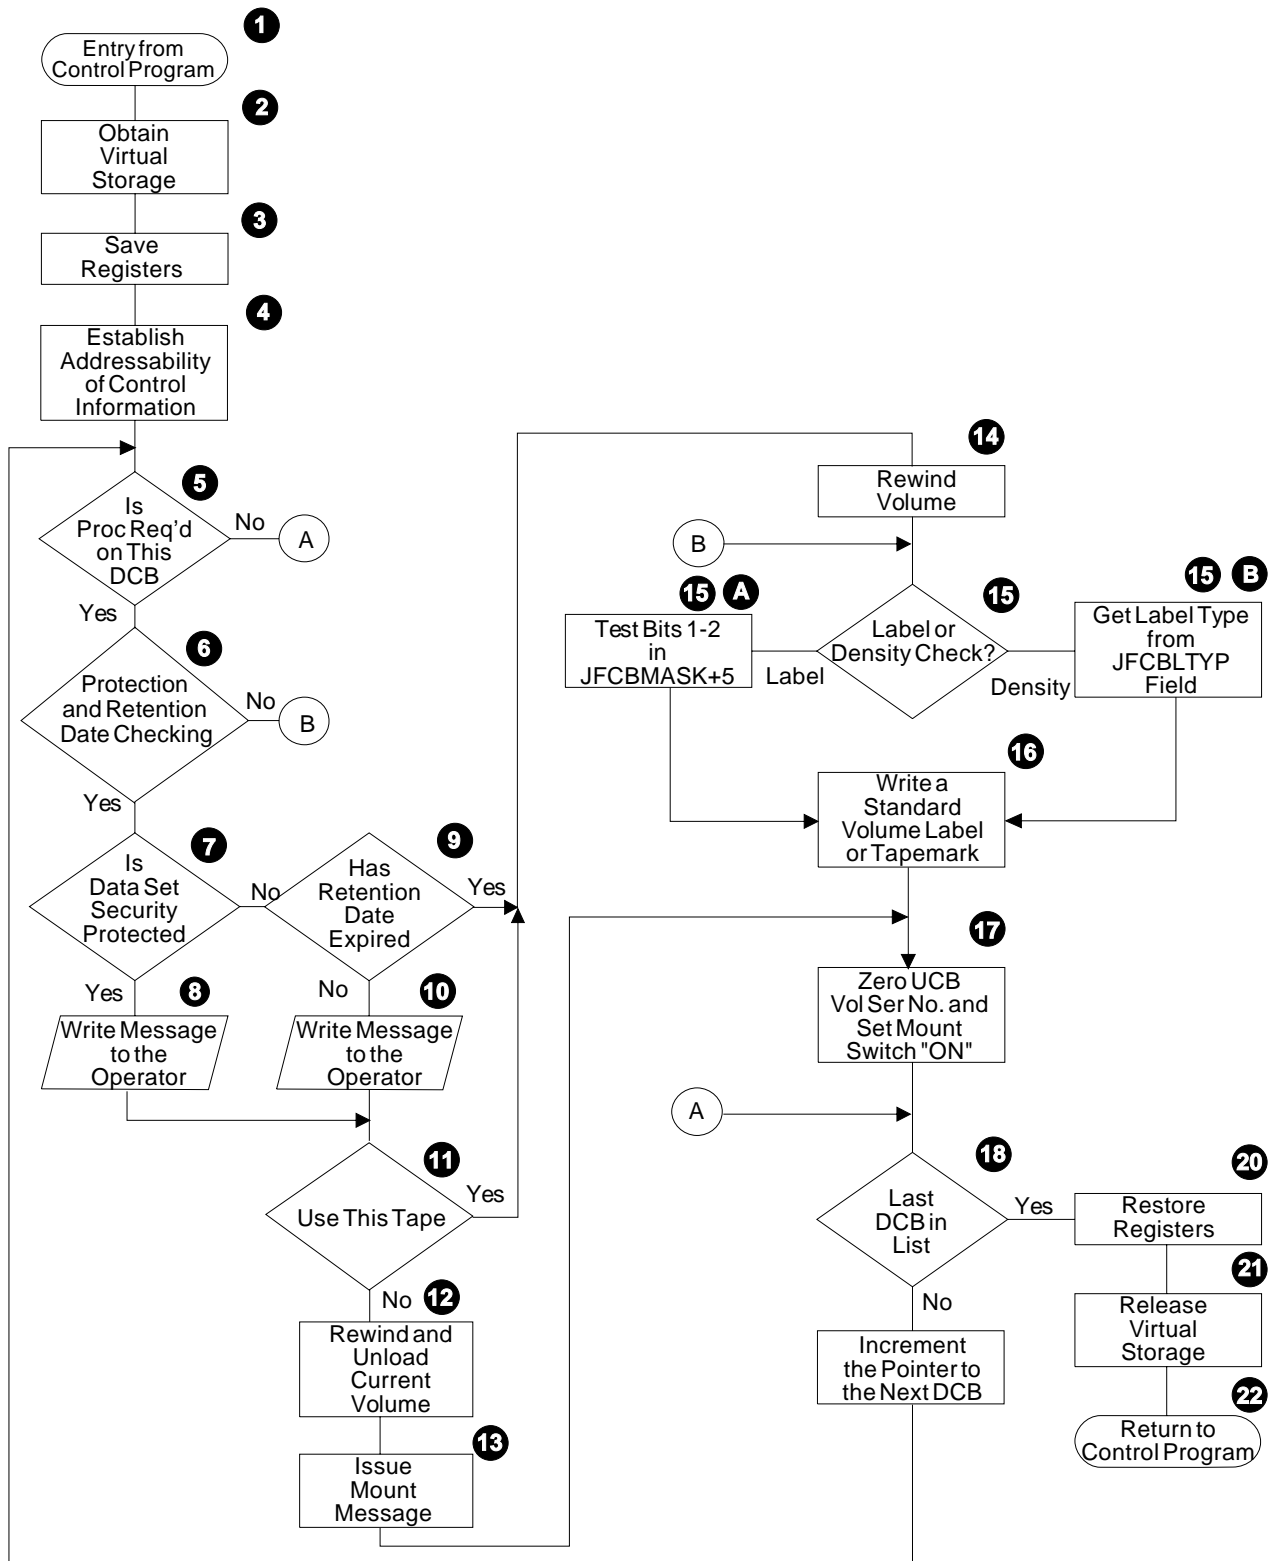 1
Entry from
Control Program
2
Obtain
Virtual
Storage
3
Save
Registers
4
Establish
Addressability
of Control
Information
5
Is
Proc Req'd
on This
DCB
No
A
Yes
6
Protection
and Retention
Date Checking
No
B
Yes
7
Is
Data Set
Security
Protected
No
Yes
8
Write Message
to the
Operator
9
Has
Retention
Date
Expired
Yes
No
10
Write Message
to the
Operator
11
Use This Tape
Yes
No
12
Rewind and
Unload
Current
Volume
13
Issue
Mount
Message
14
Rewind
Volume
B
15
Label or
Density Check?
Label
Density
15 A
Test Bits 1-2
in
JFCBMASK+5
15 B
Get Label Type
from
JFCBLTYP
Field
16
Write a
Standard
Volume Label
or Tapemark
17
Zero UCB
Vol Ser No. and
Set Mount
Switch "ON"
A
18
Last
DCB in
List
Yes
No
Increment
the Pointer to
the Next DCB
20
Restore
Registers
21
Release
Virtual
Storage
22
Return to
Control Program